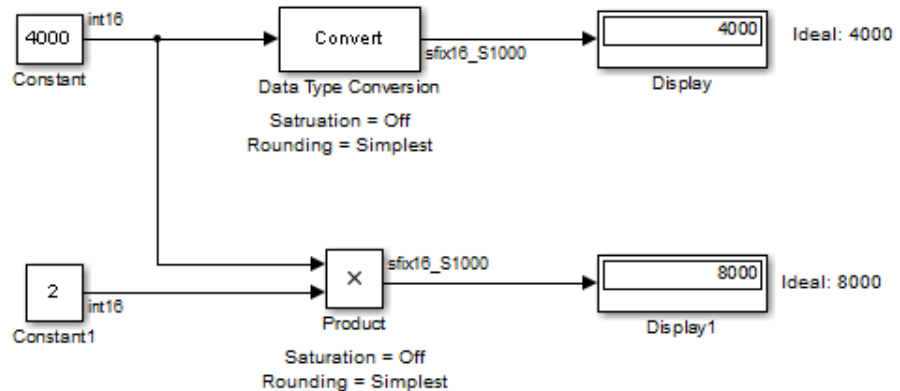 4000
int16
Constant
Convert
sfix16_S1000
Data Type Conversion
Satruation = Off
Rounding = Simplest
4000
Display
Ideal: 4000
2
int16
Constant1
×
sfix16_S1000
Product
Saturation = Off
Rounding = Simplest
8000
Display1
Ideal: 8000